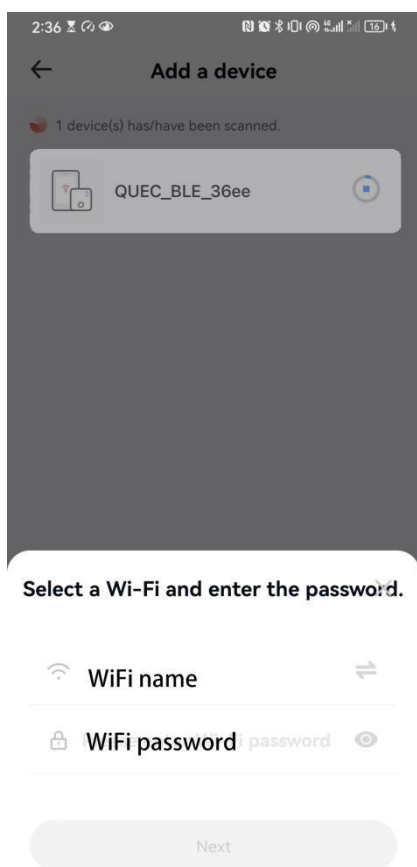 2:36
16
Add a device
1 device(s) has/have been scanned.
QUEC_BLE_36ee
Select a Wi-Fi and enter the password.
WiFi name
WiFi password
password
Next